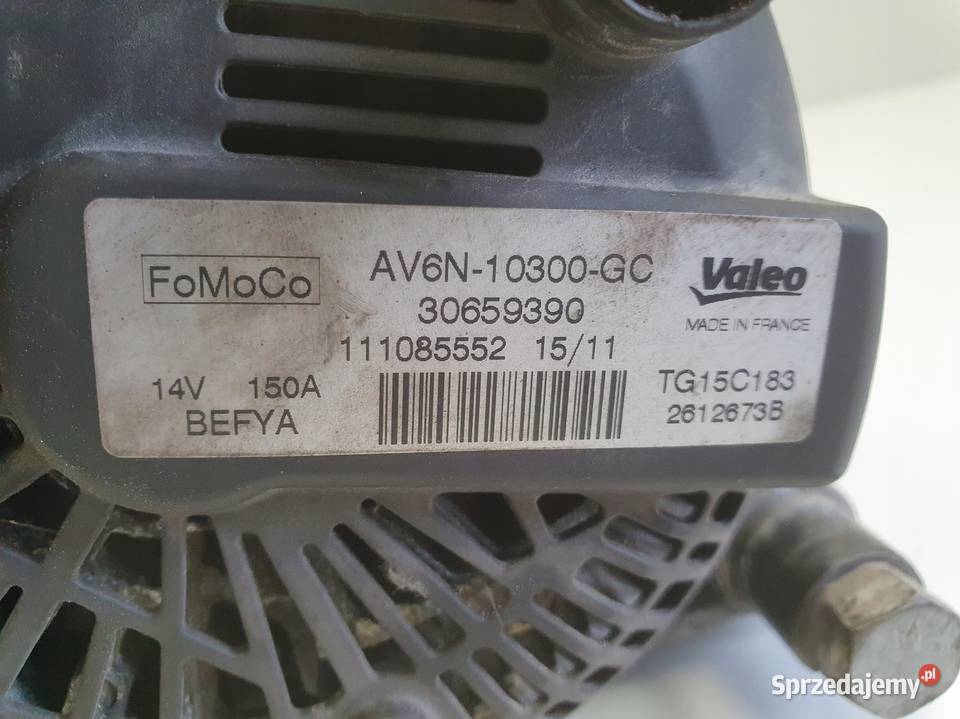 FoMoCo
AV6N-10300-GC
30659390
111085552 15/11
Valeo
MADE IN FRANCE
14V 150A
BEFYA
TG15C183
2612673B
Sprzedajemy.pl